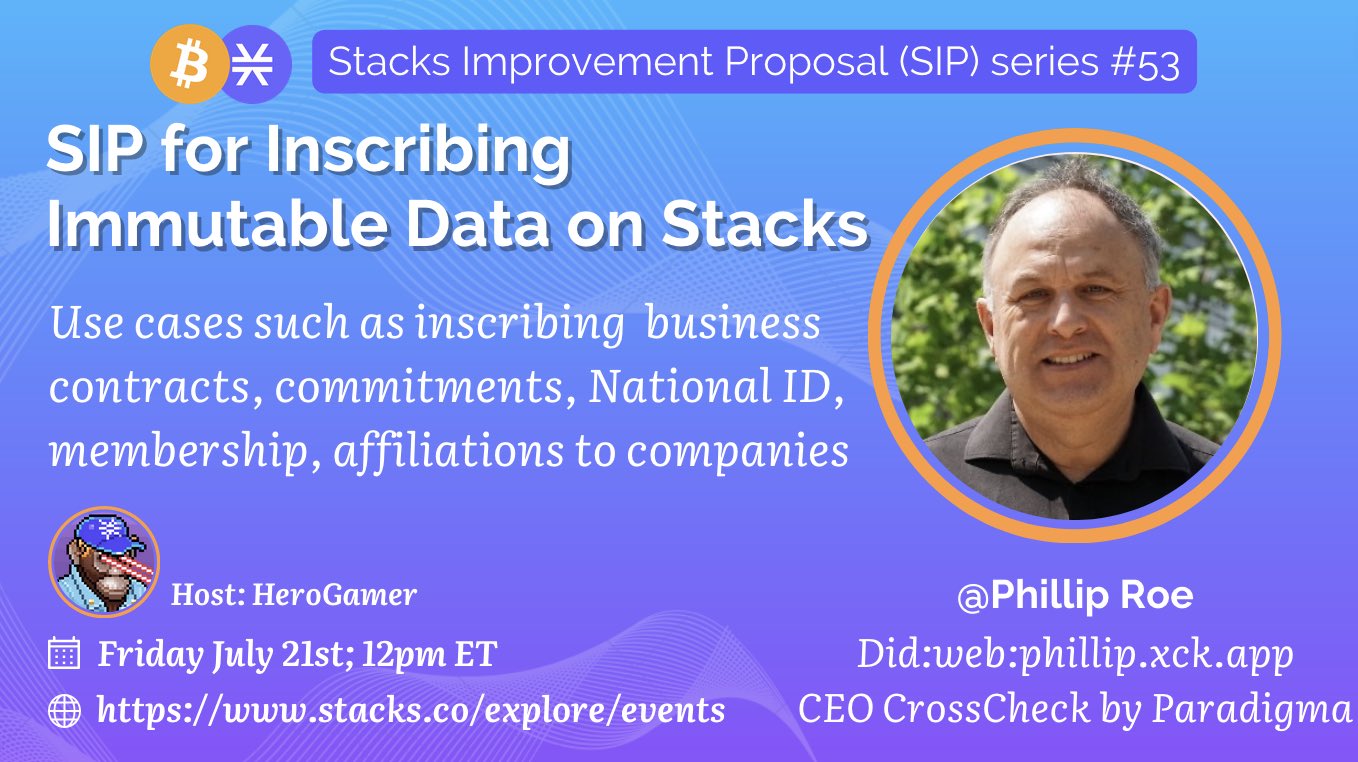 Stacks Improvement Proposal (SIP) series #53
SIP for Inscribing
Immutable Data on Stacks
Use cases such as inscribing business
contracts, commitments, National ID,
membership, affiliations to companies
Host: HeroGamer
Friday July 21st; 12pm ET
https://www.stacks.co/explore/events
@Phillip Roe
Did:web:phillip.xck.app
CEO CrossCheck by Paradigma